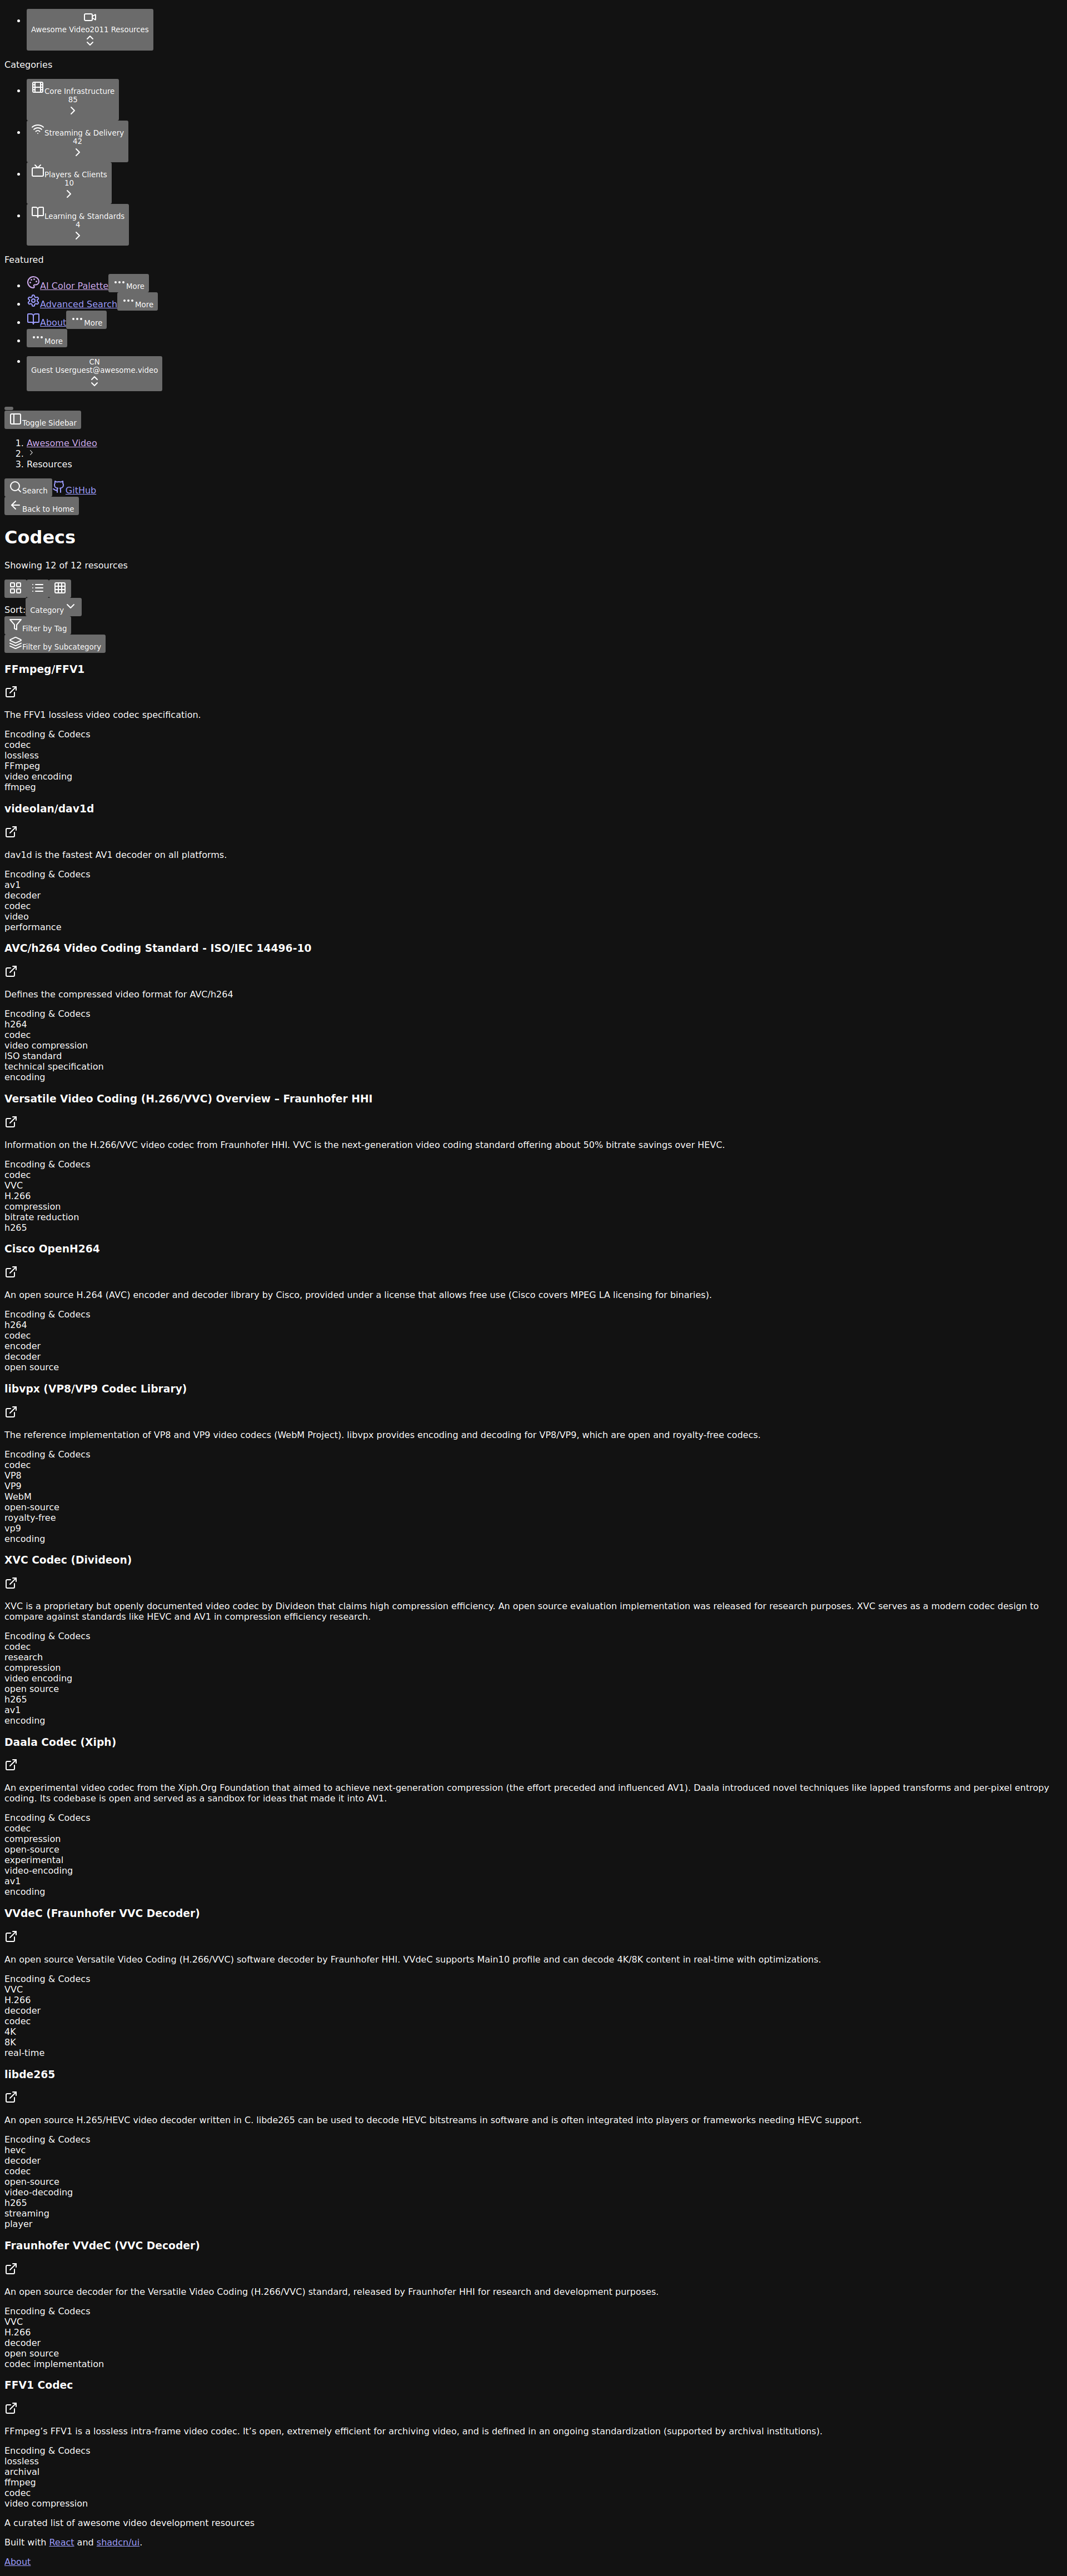 Awesome Video2011 Resources
Categories
Core Infrastructure
85
Streaming & Delivery
42
Players & Clients
10
Learning & Standards
4
Featured
AI Color Palette More
Advanced Search More
About More
More
CN
Guest Userguest@awesome.video
Toggle Sidebar
1. Awesome Video
2.
3. Resources
Search GitHub
Back to Home
Codecs
Showing 12 of 12 resources
Sort: Category
Filter by Tag
Filter by Subcategory
FFmpeg/FFV1
The FFV1 lossless video codec specification.
Encoding & Codecs
codec
lossless
FFmpeg
video encoding
ffmpeg
videolan/dav1d
dav1d is the fastest AV1 decoder on all platforms.
Encoding & Codecs
av1
decoder
codec
video
performance
AVC/h264 Video Coding Standard - ISO/IEC 14496-10
Defines the compressed video format for AVC/h264
Encoding & Codecs
h264
codec
video compression
ISO standard
technical specification
encoding
Versatile Video Coding (H.266/VVC) Overview – Fraunhofer HHI
Information on the H.266/VVC video codec from Fraunhofer HHI. VVC is the next-generation video coding standard offering about 50% bitrate savings over HEVC.
Encoding & Codecs
codec
VVC
H.266
compression
bitrate reduction
h265
Cisco OpenH264
An open source H.264 (AVC) encoder and decoder library by Cisco, provided under a license that allows free use (Cisco covers MPEG LA licensing for binaries).
Encoding & Codecs
h264
codec
encoder
decoder
open source
libvpx (VP8/VP9 Codec Library)
The reference implementation of VP8 and VP9 video codecs (WebM Project). libvpx provides encoding and decoding for VP8/VP9, which are open and royalty-free codecs.
Encoding & Codecs
codec
VP8
VP9
WebM
open-source
royalty-free
vp9
encoding
XVC Codec (Divideon)
XVC is a proprietary but openly documented video codec by Divideon that claims high compression efficiency. An open source evaluation implementation was released for research purposes. XVC serves as a modern codec design to
compare against standards like HEVC and AV1 in compression efficiency research.
Encoding & Codecs
codec
research
compression
video encoding
open source
h265
av1
encoding
Daala Codec (Xiph)
An experimental video codec from the Xiph.Org Foundation that aimed to achieve next-generation compression (the effort preceded and influenced AV1). Daala introduced novel techniques like lapped transforms and per-pixel entropy
coding. Its codebase is open and served as a sandbox for ideas that made it into AV1.
Encoding & Codecs
codec
compression
open-source
experimental
video-encoding
av1
encoding
VVdeC (Fraunhofer VVC Decoder)
An open source Versatile Video Coding (H.266/VVC) software decoder by Fraunhofer HHI. VVdeC supports Main10 profile and can decode 4K/8K content in real-time with optimizations.
Encoding & Codecs
VVC
H.266
decoder
codec
4K
8K
real-time
libde265
An open source H.265/HEVC video decoder written in C. libde265 can be used to decode HEVC bitstreams in software and is often integrated into players or frameworks needing HEVC support.
Encoding & Codecs
hevc
decoder
codec
open-source
video-decoding
h265
streaming
player
Fraunhofer VVdeC (VVC Decoder)
An open source decoder for the Versatile Video Coding (H.266/VVC) standard, released by Fraunhofer HHI for research and development purposes.
Encoding & Codecs
VVC
H.266
decoder
open source
codec implementation
FFV1 Codec
FFmpeg’s FFV1 is a lossless intra-frame video codec. It’s open, extremely efficient for archiving video, and is defined in an ongoing standardization (supported by archival institutions).
Encoding & Codecs
lossless
archival
ffmpeg
codec
video compression
A curated list of awesome video development resources
Built with React and shadcn/ui.
About